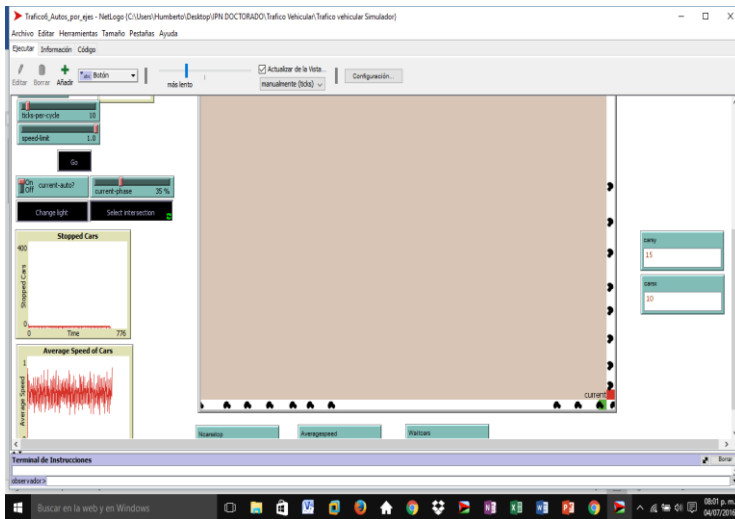 Trafico6_Autos_por_ejes - NetLogo {C:\Users\Humberto\Desktop\IPN DOCTORADO\Trafico Vehicular\Trafico vehicular Simulador}
Archivo Editar Herramientas Tamaño Pestañas Ayuda
Ejecutar Información Código
Editar Borrar Añadir
abc Botón
más lento
Actualizar de la Vista...
manualmente (ticks)
Configuración...
ticks-per-cycle 10
speed-limit 1.0
Go
On
Off
current-auto?
current-phase 35 %
Change light
Select intersection
Stopped Cars
400
Stopped Cars
0
0 Time 776
Average Speed of Cars
1
Average Speed
carsy
15
carsx
10
current
Averagespeed
Waitcars
Terminal de Instrucciones
Borrar
observador>
Buscar en la web y en Windows
08:01 p. m.
04/07/2016